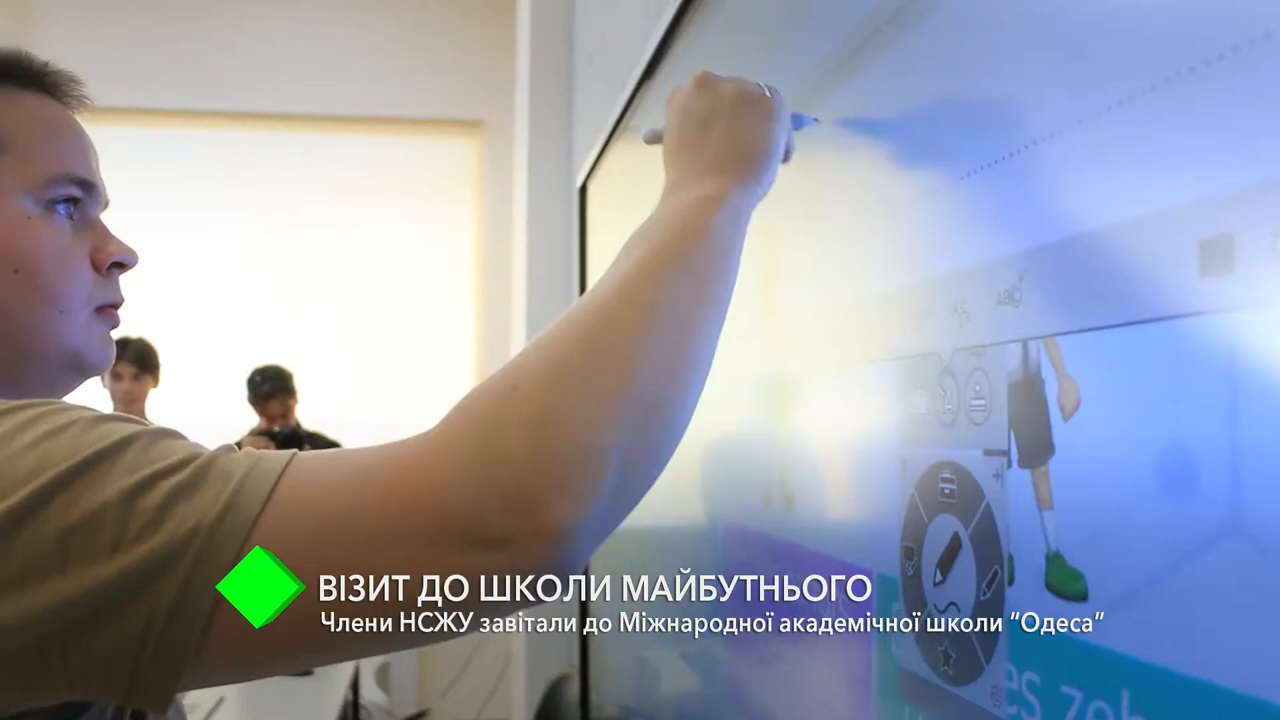 ВІЗИТ ДО ШКОЛИ МАЙБУТНЬОГО
Члени НСЖУ завітали до Міжнародної академічної школи “Одеса”